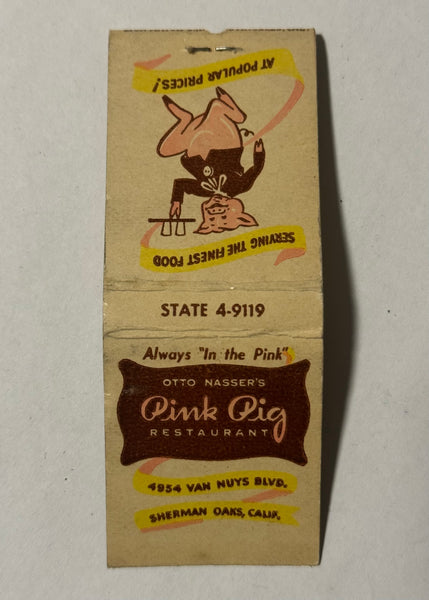 AT POPULAR PRICES!
SERVING THE FINEST FOOD
STATE 4-9119
Always "In the Pink"
OTTO NASSER'S
Pink Pig
RESTAURANT
4954 VAN NUYS BLVD.
SHERMAN OAKS, CALIF.